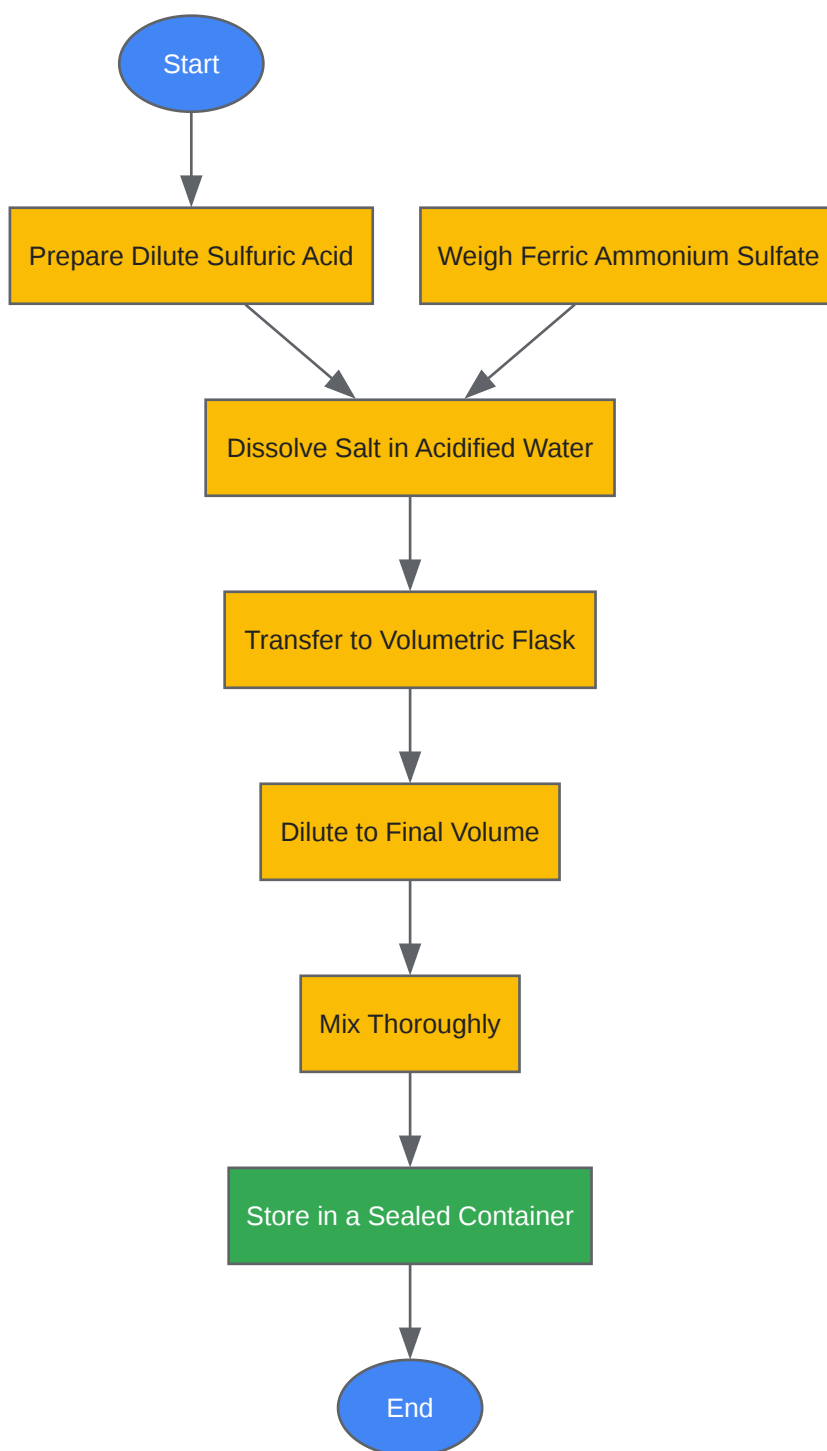 Start
Prepare Dilute Sulfuric Acid
Weigh Ferric Ammonium Sulfate
Dissolve Salt in Acidified Water
Transfer to Volumetric Flask
Dilute to Final Volume
Mix Thoroughly
Store in a Sealed Container
End